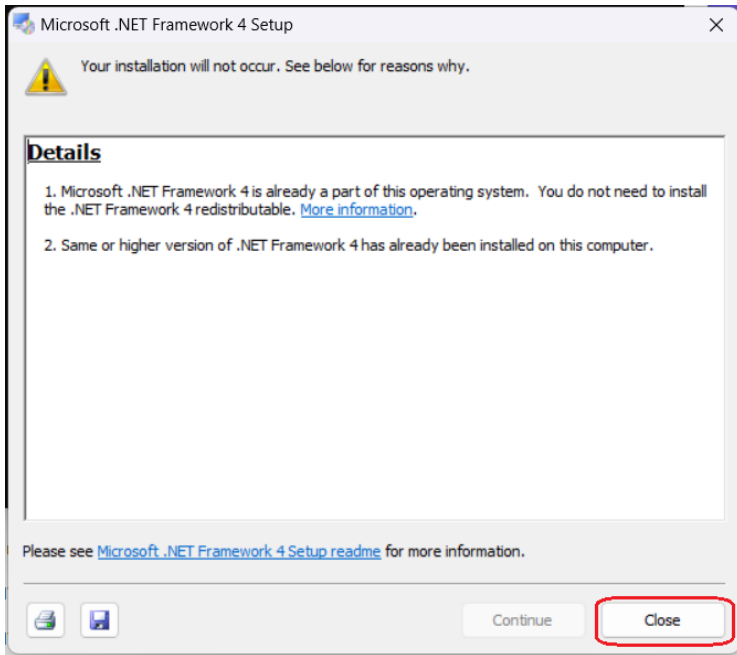 Microsoft .NET Framework 4 Setup
Your installation will not occur. See below for reasons why.
Details
1. Microsoft .NET Framework 4 is already a part of this operating system. You do not need to install
the .NET Framework 4 redistributable. More information.
2. Same or higher version of .NET Framework 4 has already been installed on this computer.
Please see Microsoft .NET Framework 4 Setup readme for more information.
Continue
Close